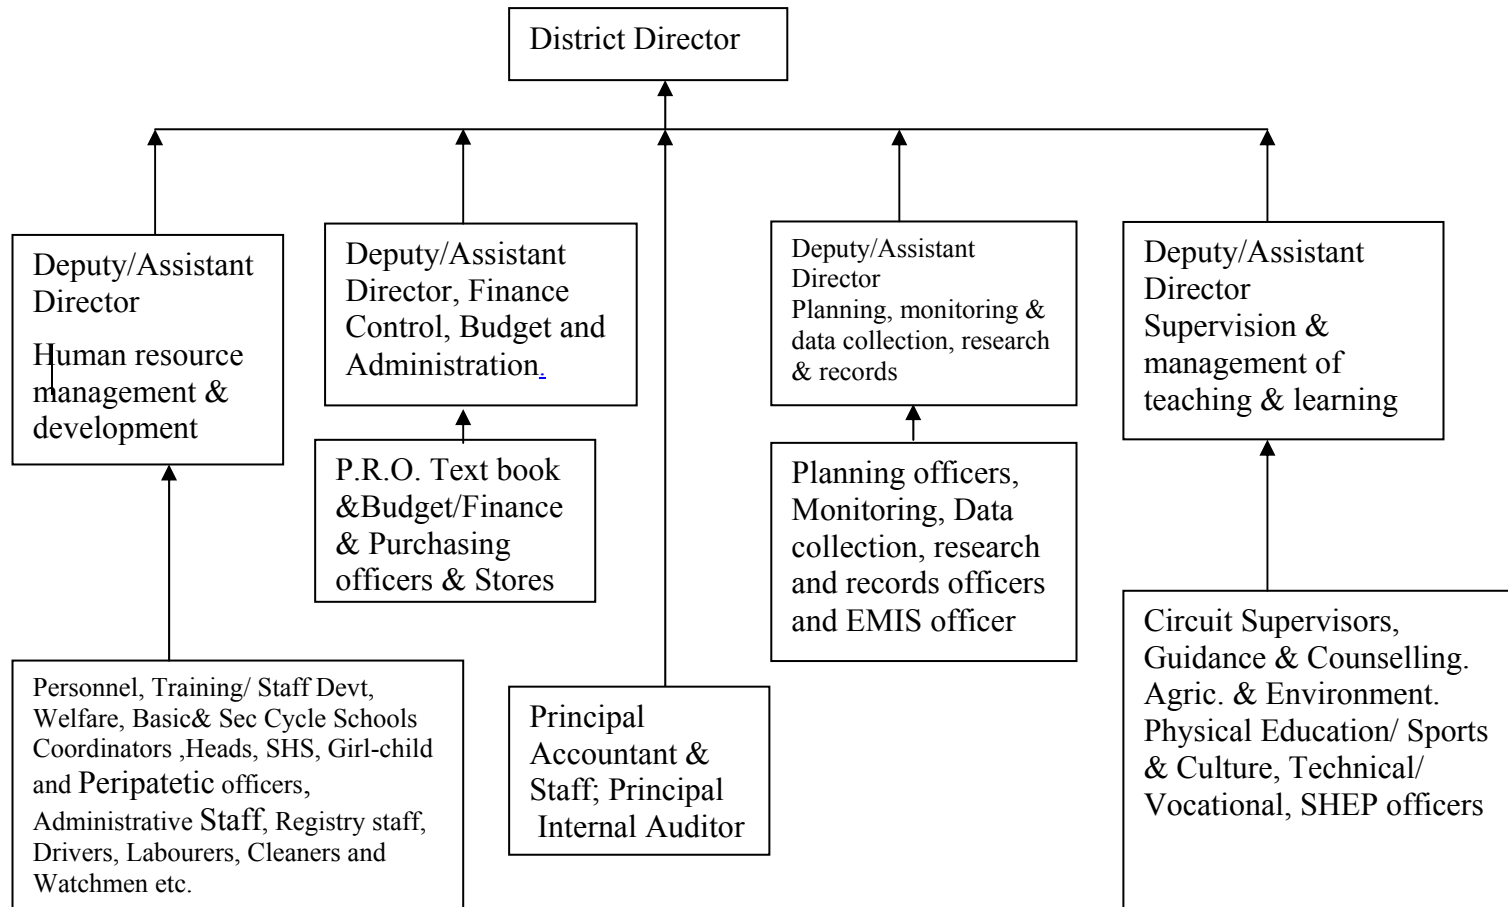 District Director
Deputy/Assistant
Director
Human resource
management &
development
Deputy/Assistant
Director, Finance
Control, Budget and
Administration.
Deputy/Assistant
Director
Planning, monitoring &
data collection, research
& records
Deputy/Assistant
Director
Supervision &
management of
teaching & learning
P.R.O. Text book
&Budget/Finance
& Purchasing
officers & Stores
Planning officers,
Monitoring, Data
collection, research
and records officers
and EMIS officer
Personnel, Training/ Staff Devt,
Welfare, Basic& Sec Cycle Schools
Coordinators ,Heads, SHS, Girl-child
and Peripatetic officers,
Administrative Staff, Registry staff,
Drivers, Labourers, Cleaners and
Watchmen etc.
Principal
Accountant &
Staff; Principal
Internal Auditor
Circuit Supervisors,
Guidance & Counselling.
Agric. & Environment.
Physical Education/ Sports
& Culture, Technical/
Vocational, SHEP officers